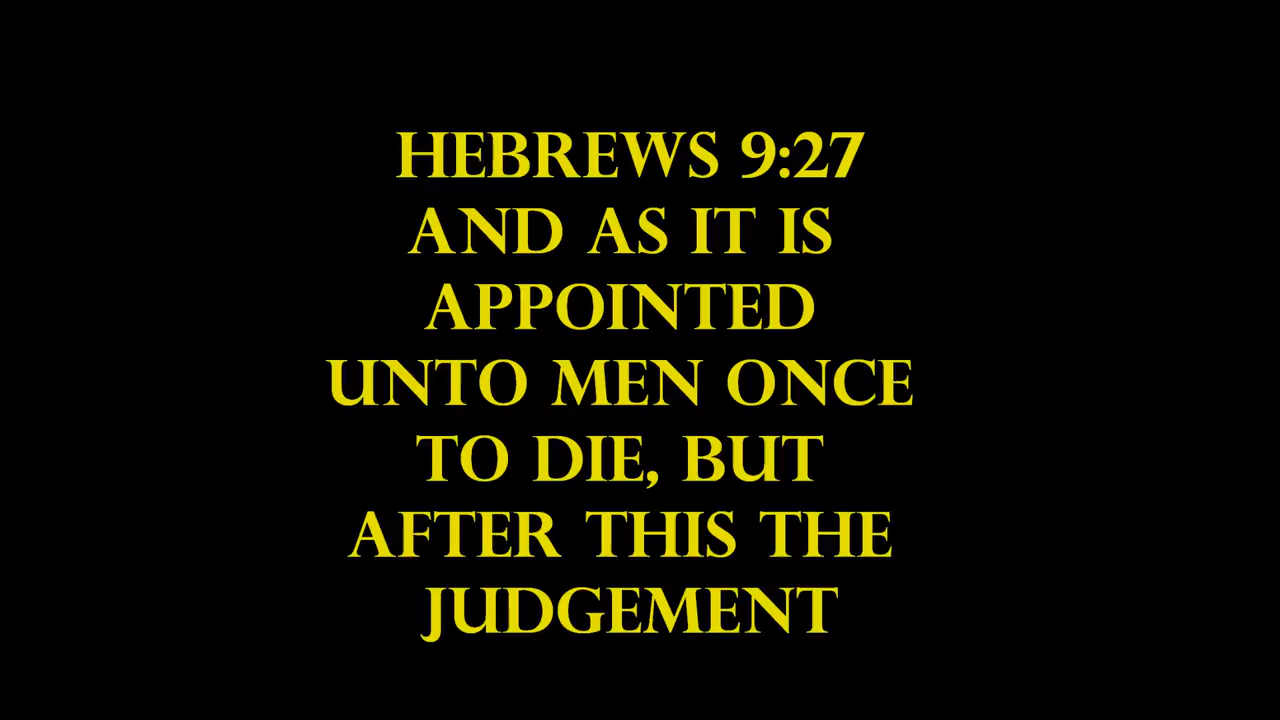 HEBREWS 9:27
AND AS IT IS
APPOINTED
UNTO MEN ONCE
TO DIE, BUT
AFTER THIS THE
JUDGEMENT